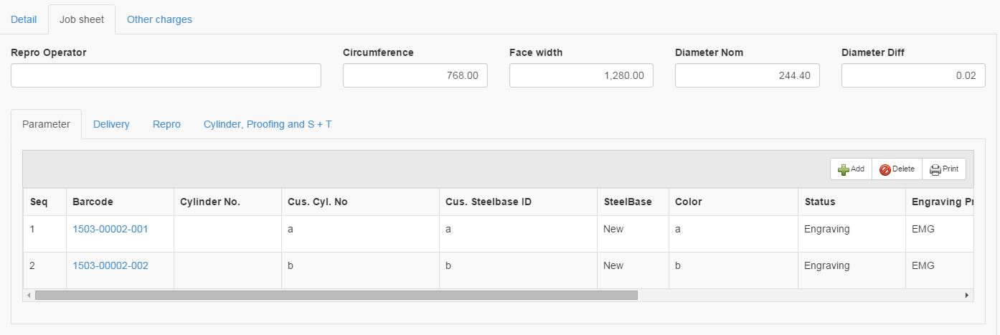 Detail Job sheet Other charges
Repro Operator Circumference Face width Diameter Nom Diameter Diff
768.00 1,280.00 244.40 0.02
Parameter Delivery Repro Cylinder, Proofing and S + T
Add Delete Print
Seq Barcode Cylinder No. Cus. Cyl. No Cus. Steelbase ID SteelBase Color Status Engraving Pr
1 1503-00002-001 a a New a Engraving EMG
2 1503-00002-002 b b New b Engraving EMG